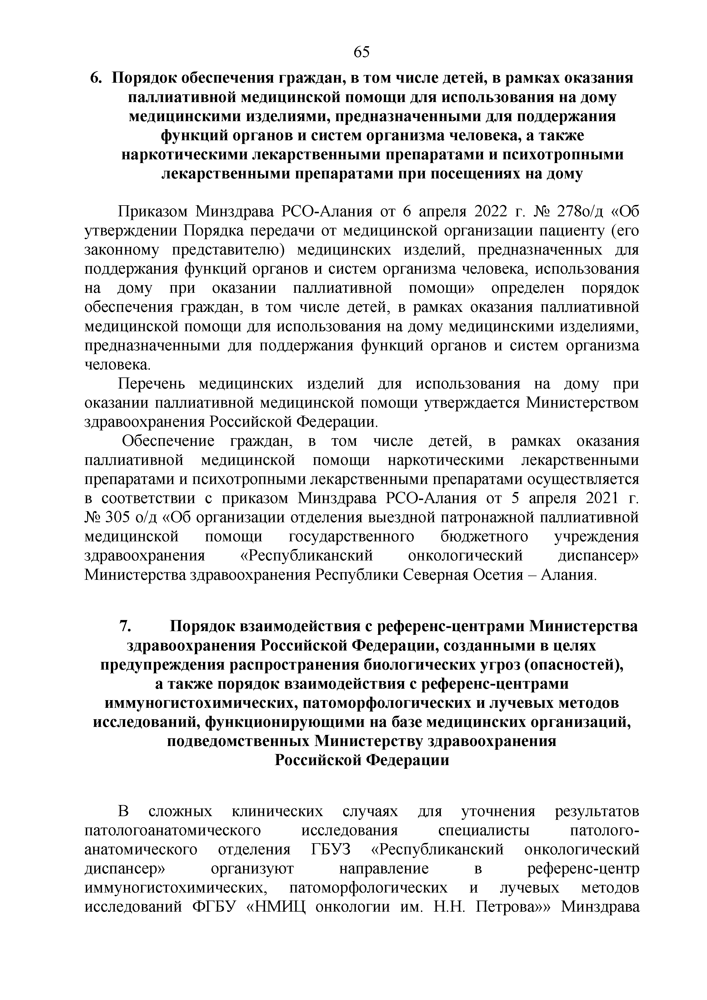 65
6. Порядок обеспечения граждан, в том числе детей, в рамках оказания
паллиативной медицинской помощи для использования на дому
медицинскими изделиями, предназначенными для поддержания
функций органов и систем организма человека, а также
наркотическими лекарственными препаратами и психотропными
лекарственными препаратами при посещениях на дому
Приказом Минздрава РСО-Алания от 6 апреля 2022 г. № 278о/д «Об
утверждении Порядка передачи от медицинской организации пациенту (его
законному представителю) медицинских изделий, предназначенных для
поддержания функций органов и систем организма человека, использования
на дому при оказании паллиативной помощи» определен порядок
обеспечения граждан, в том числе детей, в рамках оказания паллиативной
медицинской помощи для использования на дому медицинскими изделиями,
предназначенными для поддержания функций органов и систем организма
человека.
Перечень медицинских изделий для использования на дому при
оказании паллиативной медицинской помощи утверждается Министерством
здравоохранения Российской Федерации.
Обеспечение граждан, в том числе детей, в рамках оказания
паллиативной медицинской помощи наркотическими лекарственными
препаратами и психотропными лекарственными препаратами осуществляется
в соответствии с приказом Минздрава РСО-Алания от 5 апреля 2021 г.
№ 305 о/д «Об организации отделения выездной патронажной паллиативной
медицинской помощи государственного бюджетного учреждения
здравоохранения «Республиканский онкологический диспансер»
Министерства здравоохранения Республики Северная Осетия – Алания.
7. Порядок взаимодействия с референс-центрами Министерства
здравоохранения Российской Федерации, созданными в целях
предупреждения распространения биологических угроз (опасностей),
а также порядок взаимодействия с референс-центрами
иммуногистохимических, патоморфологических и лучевых методов
исследований, функционирующими на базе медицинских организаций,
подведомственных Министерству здравоохранения
Российской Федерации
В сложных клинических случаях для уточнения результатов
патологоанатомического исследования специалисты патолого-
анатомического отделения ГБУЗ «Республиканский онкологический
диспансер» организуют направление в референс-центр
иммуногистохимических, патоморфологических и лучевых методов
исследований ФГБУ «НМИЦ онкологии им. Н.Н. Петрова»» Минздрава